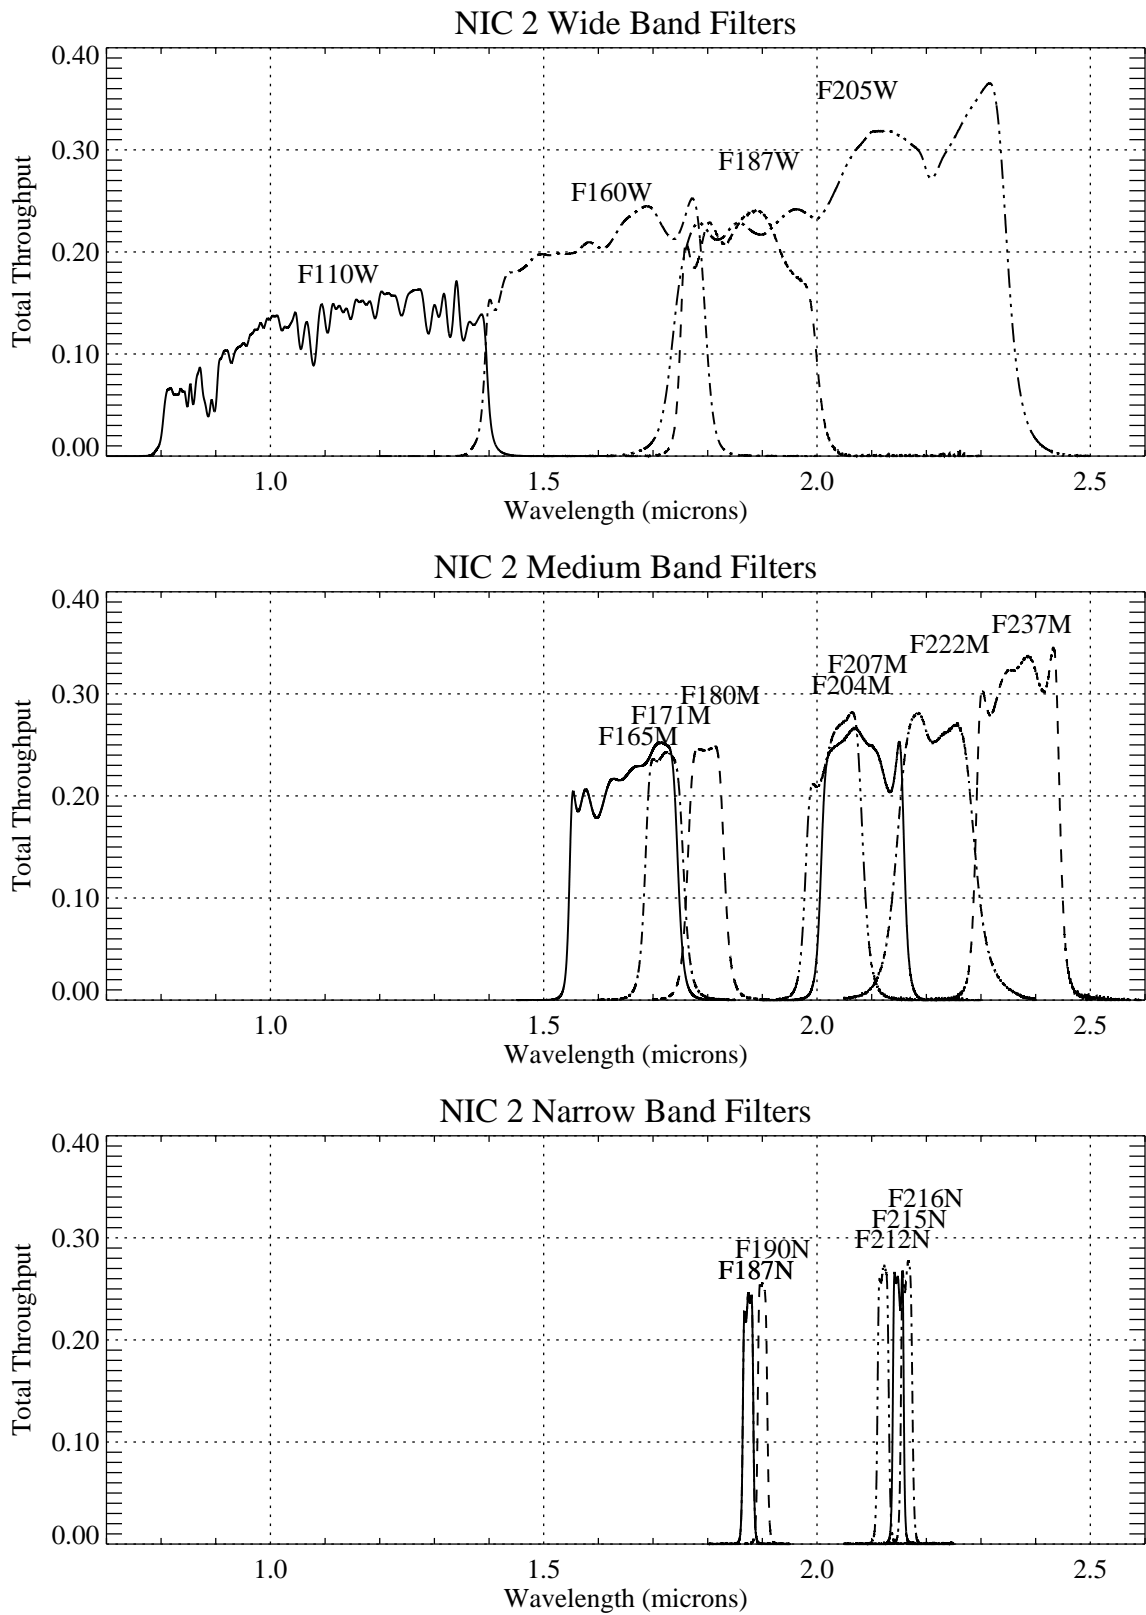 NIC 2 Wide Band Filters
0.40
F205W
0.30
F187W
F160W
Total Throughput
0.20
F110W
0.10
0.00
1.0 1.5 2.0 2.5
Wavelength (microns)
NIC 2 Medium Band Filters
0.40
F237M
F222M
F207M
F204M
0.30
F180M
F171M
F165M
Total Throughput
0.20
0.10
0.00
1.0 1.5 2.0 2.5
Wavelength (microns)
NIC 2 Narrow Band Filters
0.40
F216N
F215N
F212N
0.30
F190N
F187N
Total Throughput
0.20
0.10
0.00
1.0 1.5 2.0 2.5
Wavelength (microns)